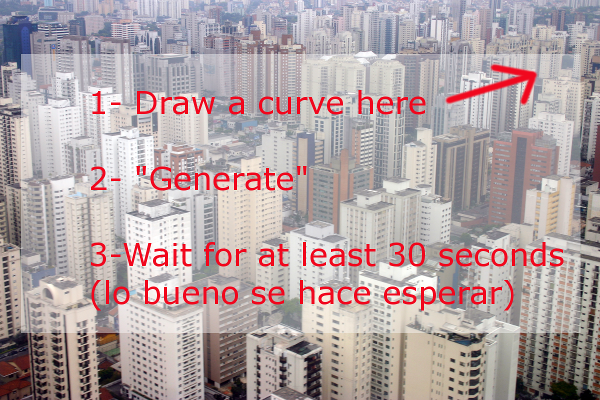 1- Draw a curve here
2- "Generate"
3-Wait for at least 30 seconds
(lo bueno se hace esperar)